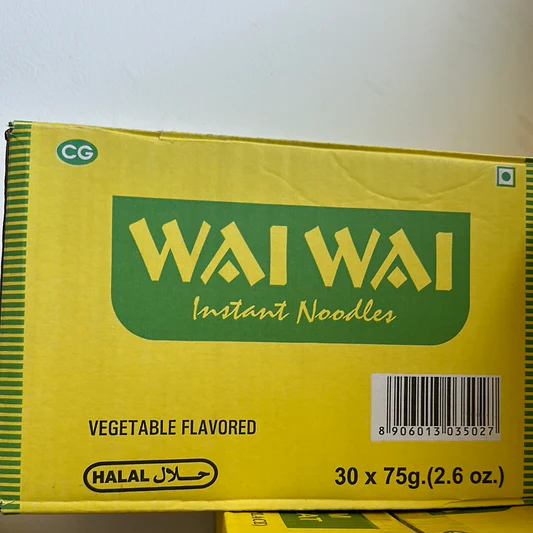 CG
WAI WAI
Instant Noodles
8 906013 035027
VEGETABLE FLAVORED
HALAL حلال
30 x 75g.(2.6 oz.)